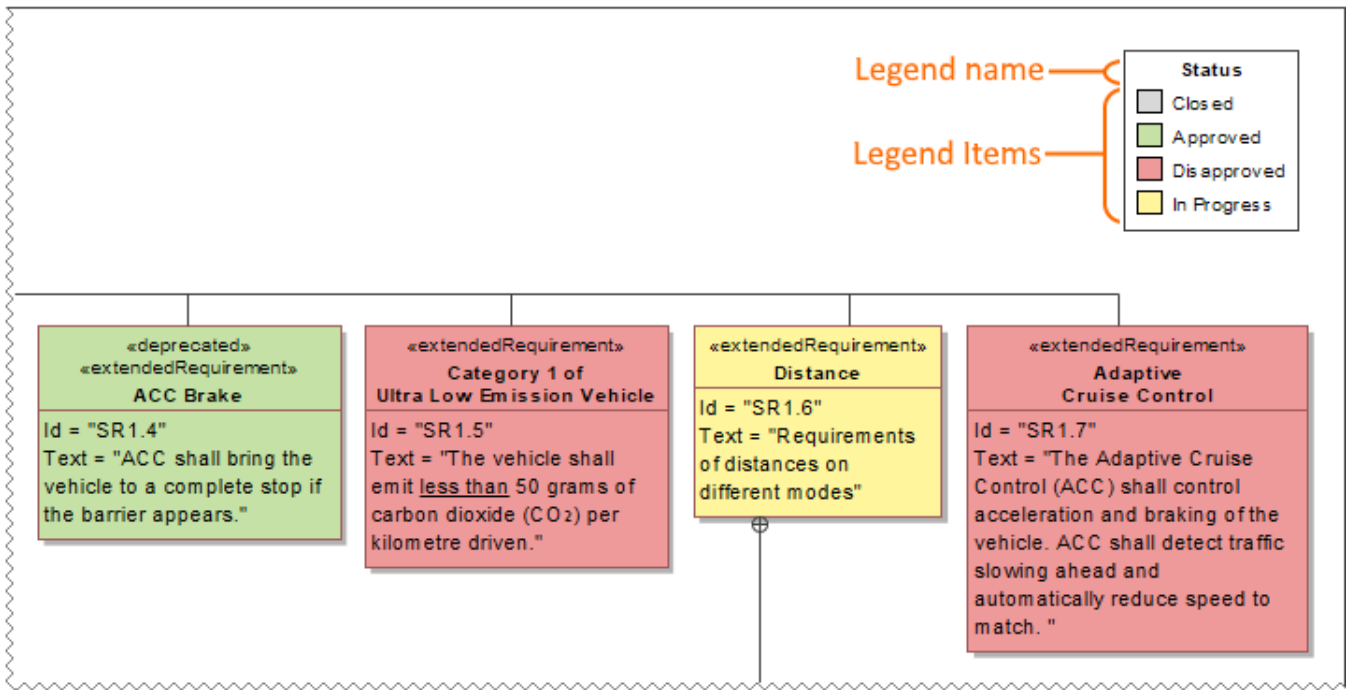 Legend name
Status
Closed
Approved
Legend Items
Disapproved
In Progress
«deprecated»
«extendedRequirement»
ACC Brake
Id = "SR1.4"
Text = "ACC shall bring the
vehicle to a complete stop if
the barrier appears."
«extendedRequirement»
Category 1 of
Ultra Low Emission Vehicle
Id = "SR1.5"
Text = "The vehicle shall
emit less than 50 grams of
carbon dioxide (CO2) per
kilometre driven."
«extendedRequirement»
Distance
Id = "SR1.6"
Text = "Requirements
of distances on
different modes"
«extendedRequirement»
Adaptive
Cruise Control
Id = "SR1.7"
Text = "The Adaptive Cruise
Control (ACC) shall control
acceleration and braking of the
vehicle. ACC shall detect traffic
slowing ahead and
automatically reduce speed to
match. "